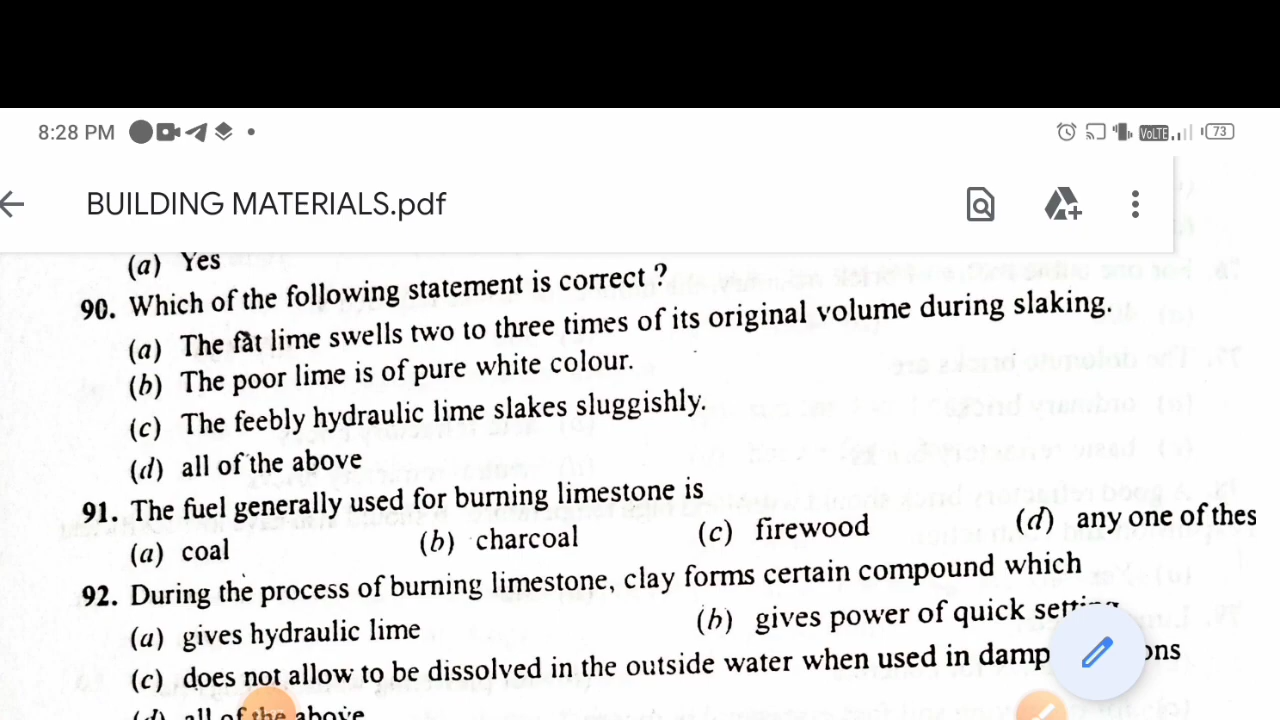 8:28 PM
VoLTE 73
BUILDING MATERIALS.pdf
(a) Yes
90. Which of the following statement is correct ?
(a) The fat lime swells two to three times of its original volume during slaking.
(b) The poor lime is of pure white colour.
(c) The feebly hydraulic lime slakes sluggishly.
(d) all of the above
91. The fuel generally used for burning limestone is
(a) coal (b) charcoal (c) firewood (d) any one of thes
92. During the process of burning limestone, clay forms certain compound which
(a) gives hydraulic lime (b) gives power of quick setting
(c) does not allow to be dissolved in the outside water when used in damp ons
(d) all of the above